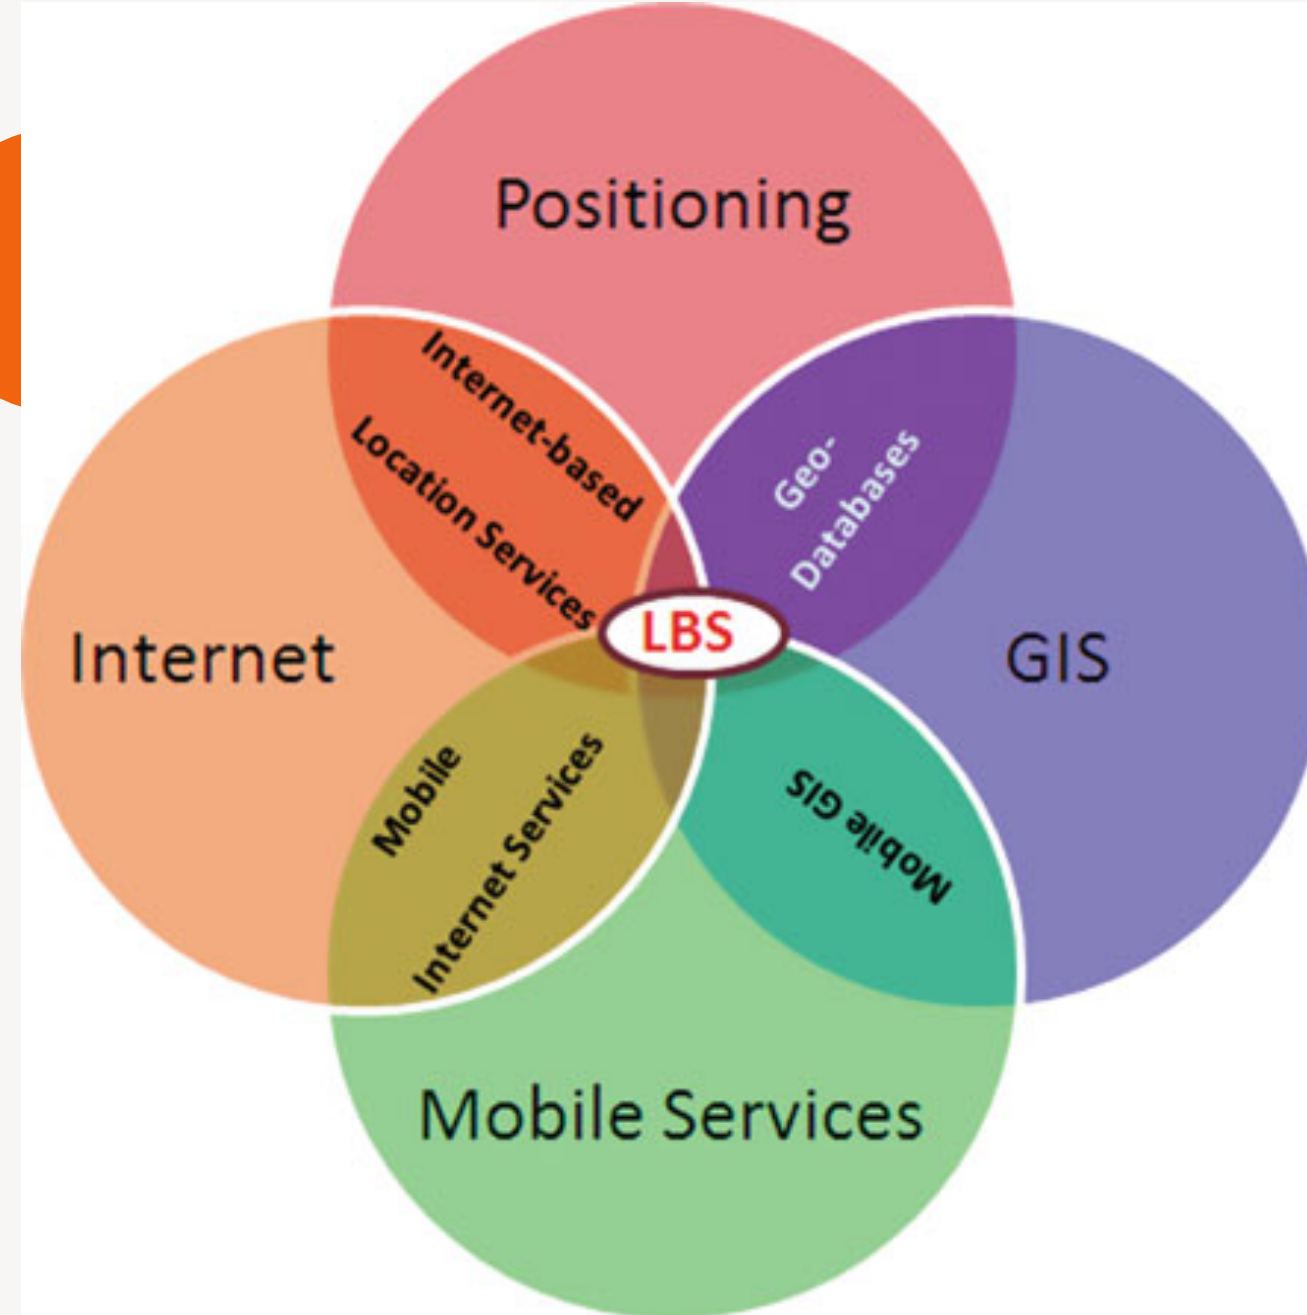 Positioning
Internet-based
Location Services
Geo-
Databases
LBS
Internet
GIS
Mobile
Internet Services
Mobile GIS
Mobile Services